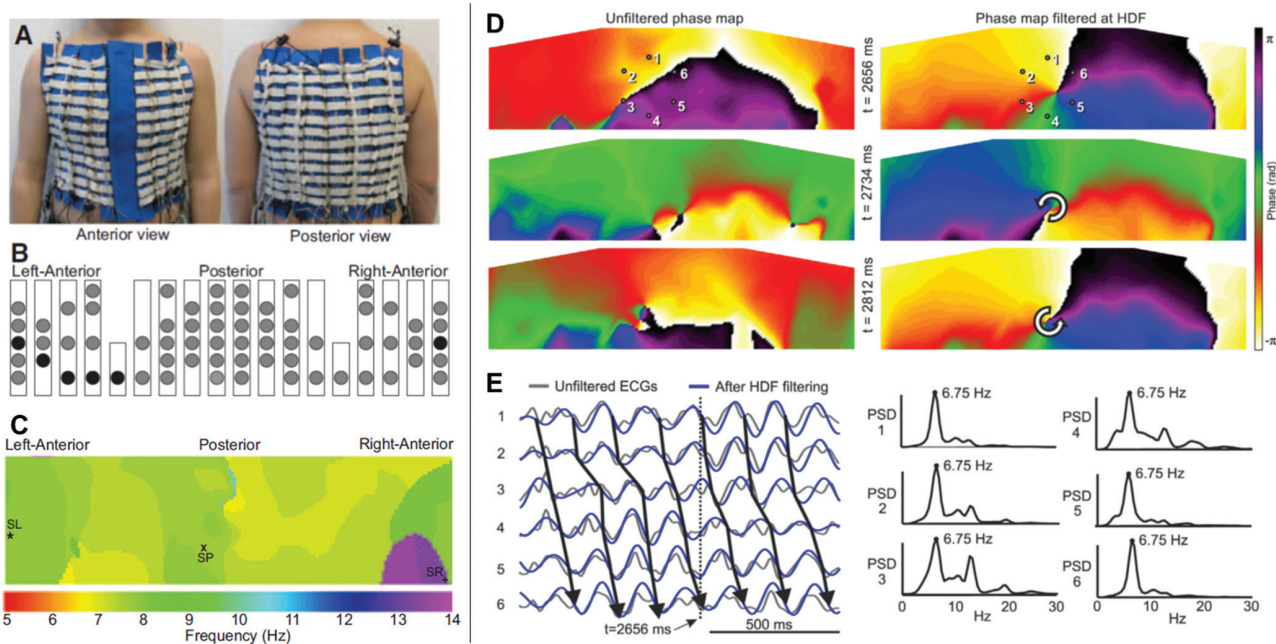 A
Anterior view
Posterior view
B
Left-Anterior
Posterior
Right-Anterior
C
Left-Anterior
Posterior
Right-Anterior
SL
*
x
SP
SR
+
5 6 7 8 9 10 11 12 13 14
Frequency (Hz)
D
Unfiltered phase map
Phase map filtered at HDF
1
2
3
4
5
6
1
2
3
4
5
6
t = 2656 ms
t = 2734 ms
t = 2812 ms
π
Phase (rad)
-π
E
Unfiltered ECGs
After HDF filtering
1
2
3
4
5
6
t=2656 ms
500 ms
PSD
1
6.75 Hz
PSD
2
6.75 Hz
PSD
3
6.75 Hz
0 10 20 30
PSD
4
6.75 Hz
PSD
5
6.75 Hz
PSD
6
6.75 Hz
0 10 20 30